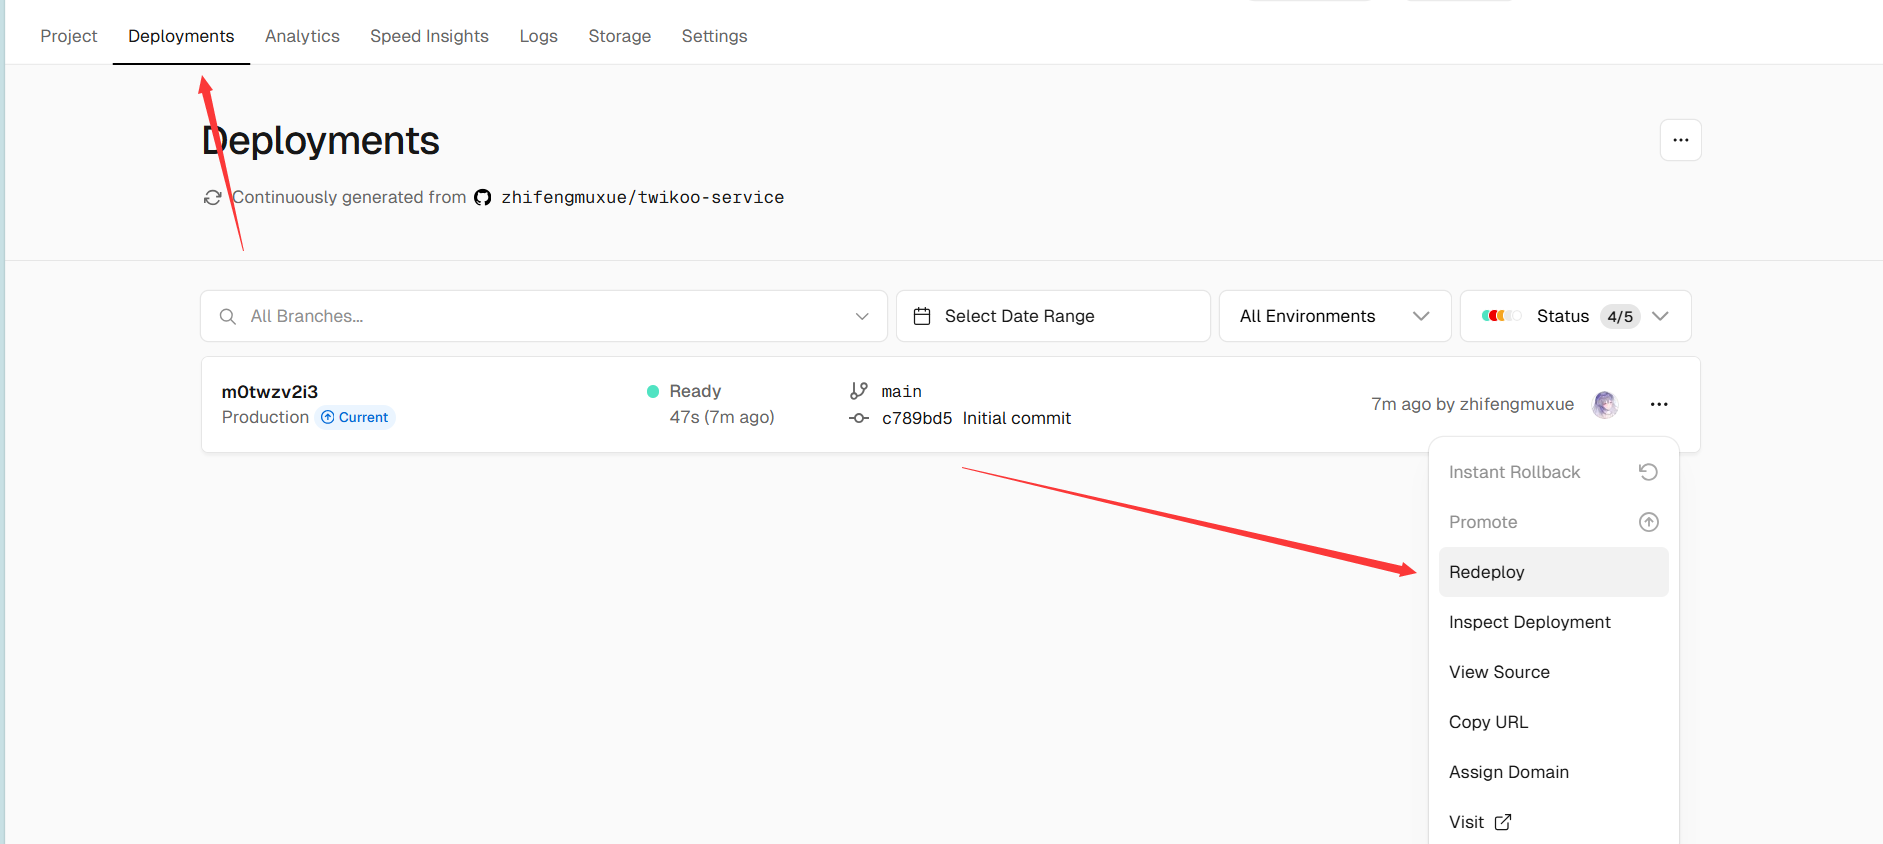 Project Deployments Analytics Speed Insights Logs Storage Settings
Deployments
Continuously generated from zhifengmuxue/twikoo-service
All Branches...
Select Date Range
All Environments
Status 4/5
m0twzv2i3
Production Current
Ready
47s (7m ago)
main
c789bd5 Initial commit
7m ago by zhifengmuxue
Instant Rollback
Promote
Redeploy
Inspect Deployment
View Source
Copy URL
Assign Domain
Visit